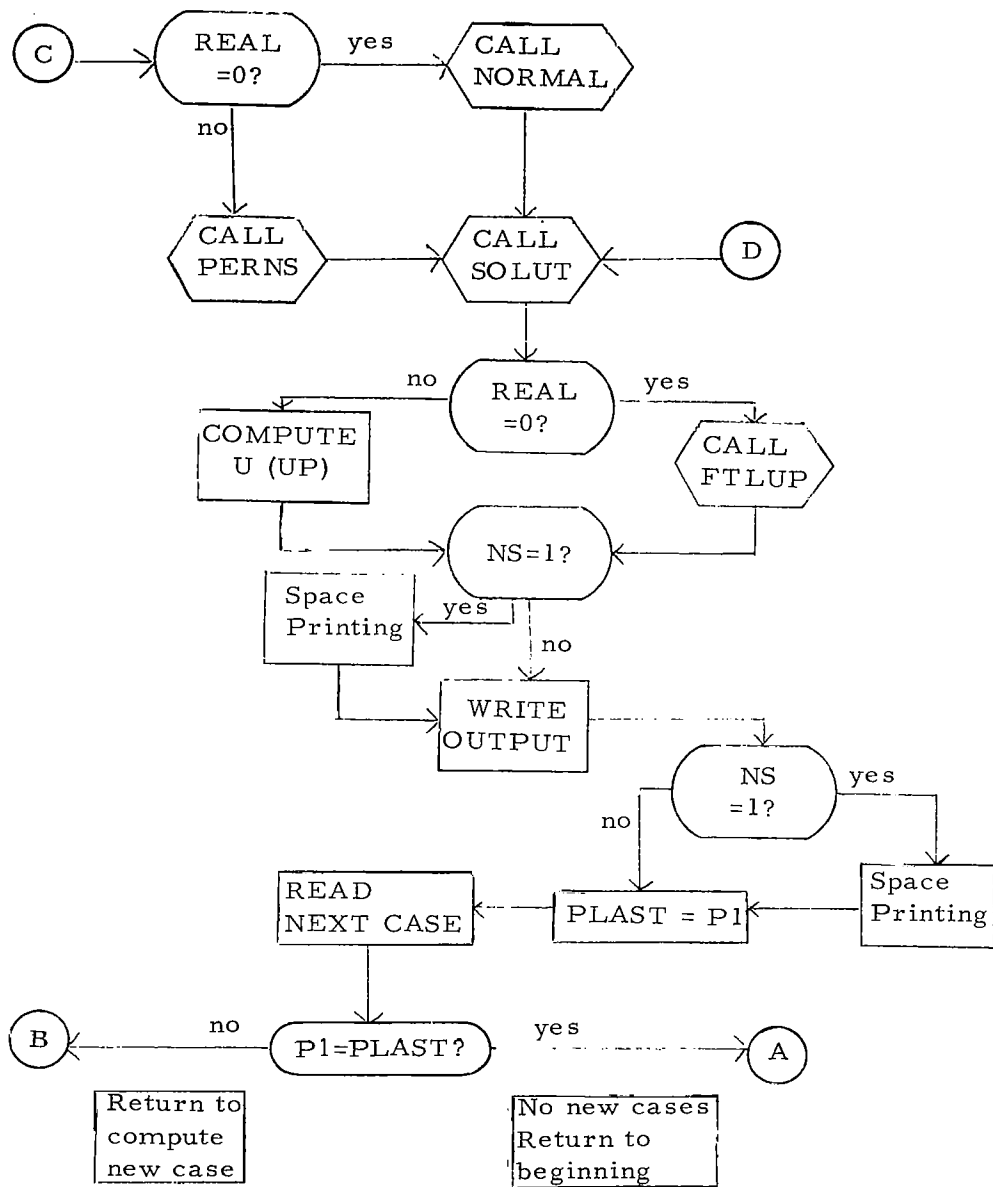 C
REAL
=0?
yes
CALL
NORMAL
no
CALL
PERNS
CALL
SOLUT
D
no
REAL
=0?
yes
COMPUTE
U (UP)
CALL
FTLUP
NS=1?
Space
Printing
yes
no
WRITE
OUTPUT
NS
=1?
yes
no
READ
NEXT CASE
PLAST = P1
Space
Printing
B
no
P1=PLAST?
yes
A
Return to
compute
new case
No new cases
Return to
beginning